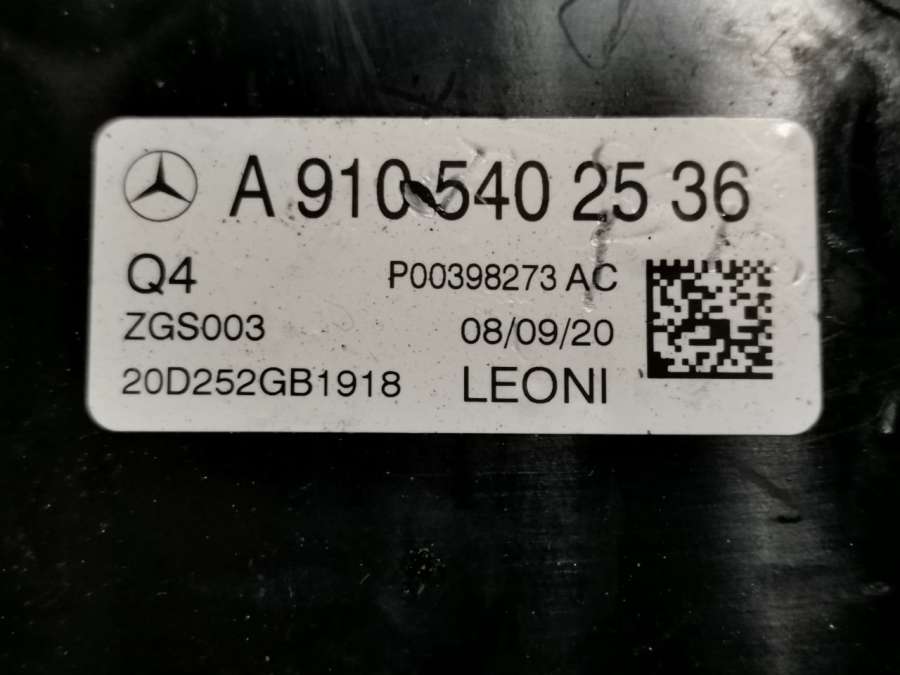 A 910 540 25 36
Q4 P00398273 AC
ZGS003 08/09/20
20D252GB1918 LEONI